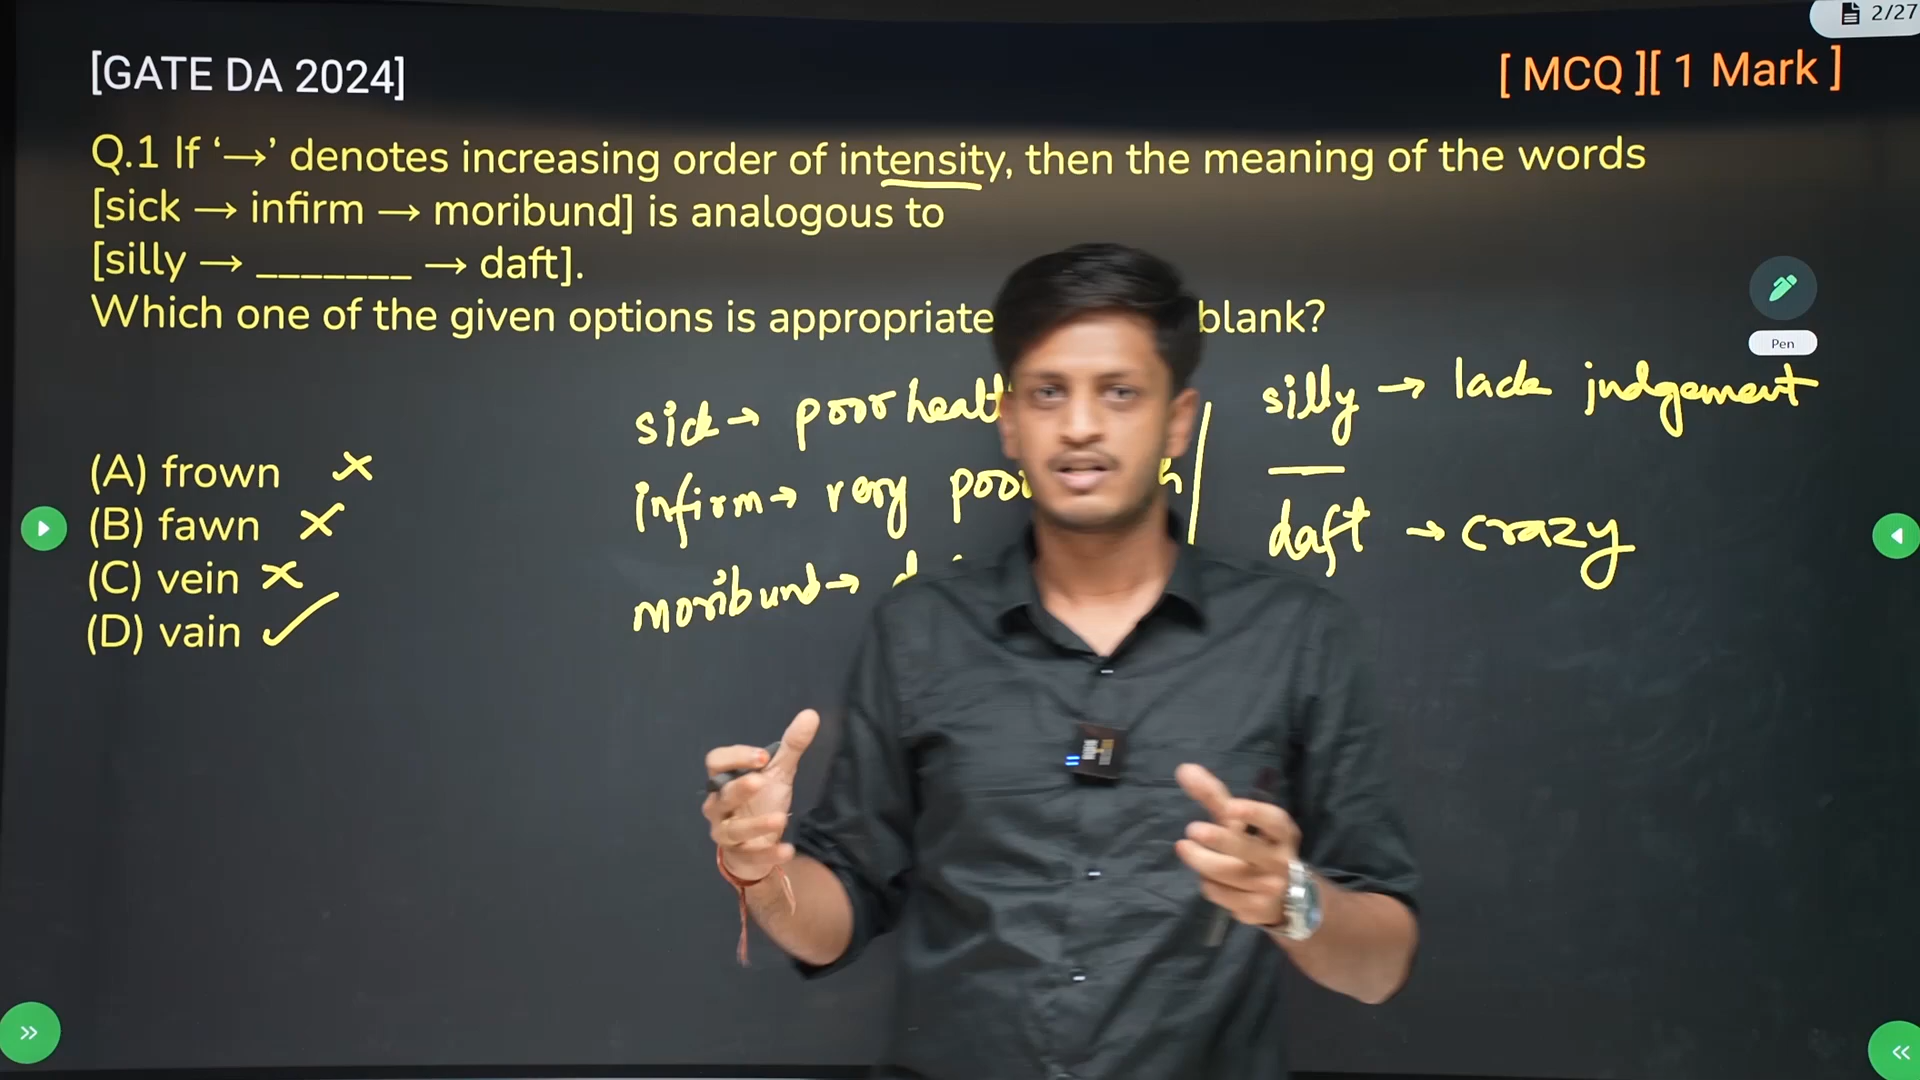 2/27
[GATE DA 2024]
[ MCQ ][ 1 Mark ]
Q.1 If ‘→’ denotes increasing order of intensity, then the meaning of the words
[sick → infirm → moribund] is analogous to
[silly → _______ → daft].
Which one of the given options is appropriate blank?
Pen
(A) frown ×
(B) fawn ×
(C) vein ×
(D) vain ✓
sick → poor
infirm → very
moribund →
silly → lack judgement
daft → crazy